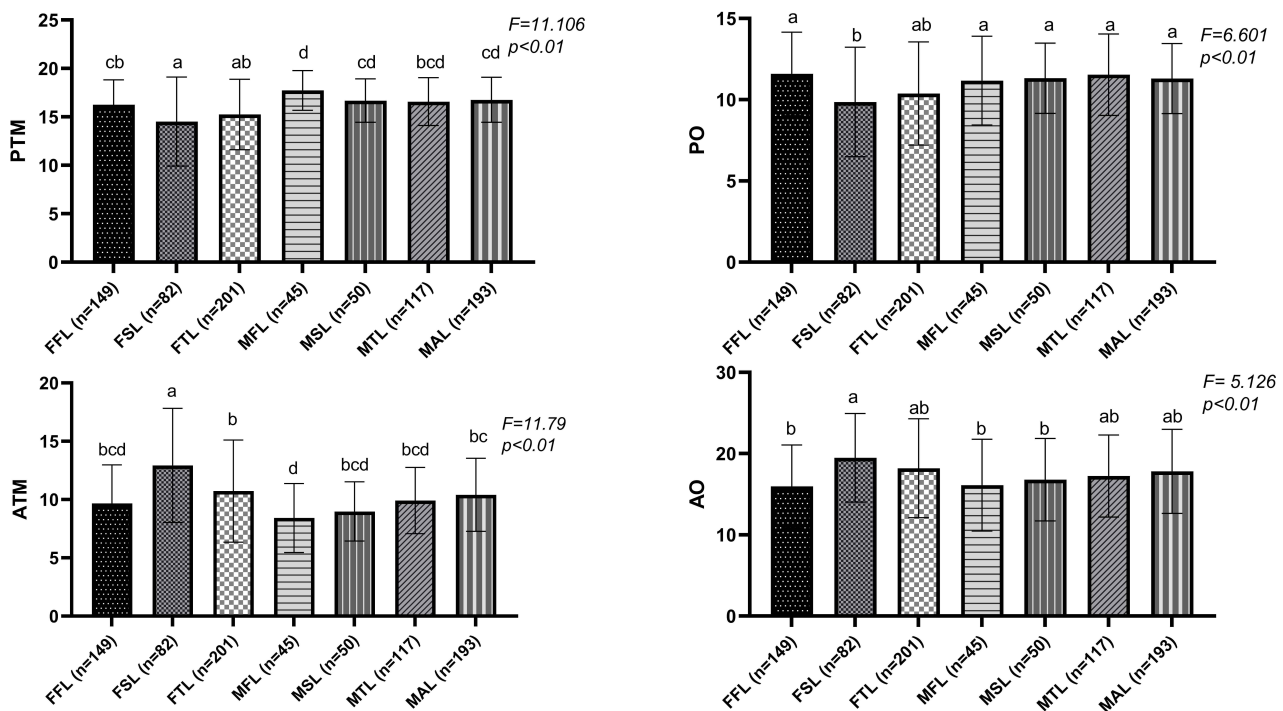 25
20
15
10
5
0
PTM
cb
a
ab
d
cd
bcd
cd
F=11.106
p<0.01
FFL (n=149)
FSL (n=82)
FTL (n=201)
MFL (n=45)
MSL (n=50)
MTL (n=117)
MAL (n=193)
15
10
5
0
PO
a
b
ab
a
a
a
a
F=6.601
p<0.01
FFL (n=149)
FSL (n=82)
FTL (n=201)
MFL (n=45)
MSL (n=50)
MTL (n=117)
MAL (n=193)
20
15
10
5
0
ATM
bcd
a
b
d
bcd
bcd
bc
F=11.79
p<0.01
FFL (n=149)
FSL (n=82)
FTL (n=201)
MFL (n=45)
MSL (n=50)
MTL (n=117)
MAL (n=193)
30
20
10
0
AO
b
a
ab
b
b
ab
ab
F= 5.126
p<0.01
FFL (n=149)
FSL (n=82)
FTL (n=201)
MFL (n=45)
MSL (n=50)
MTL (n=117)
MAL (n=193)